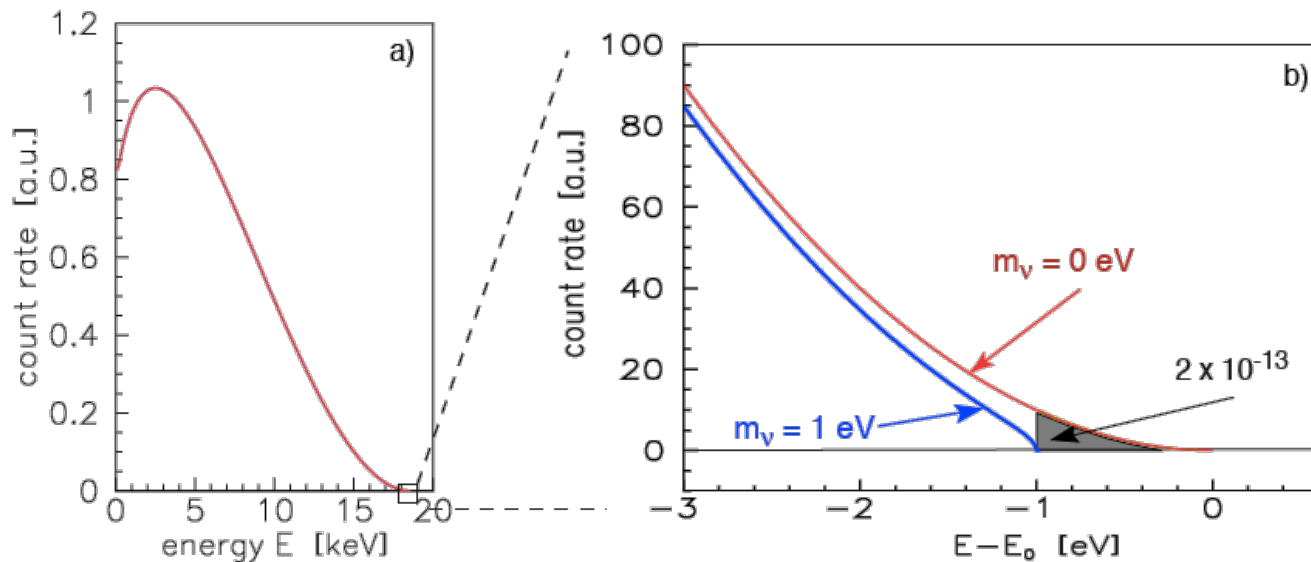 a)
1.2
1
0.8
0.6
0.4
0.2
0
count rate [a.u.]
0 5 10 15 20
energy E [keV]
b)
100
80
60
40
20
0
count rate [a.u.]
mν = 0 eV
2 x 10⁻¹³
mν = 1 eV
−3 −2 −1 0
E−E₀ [eV]